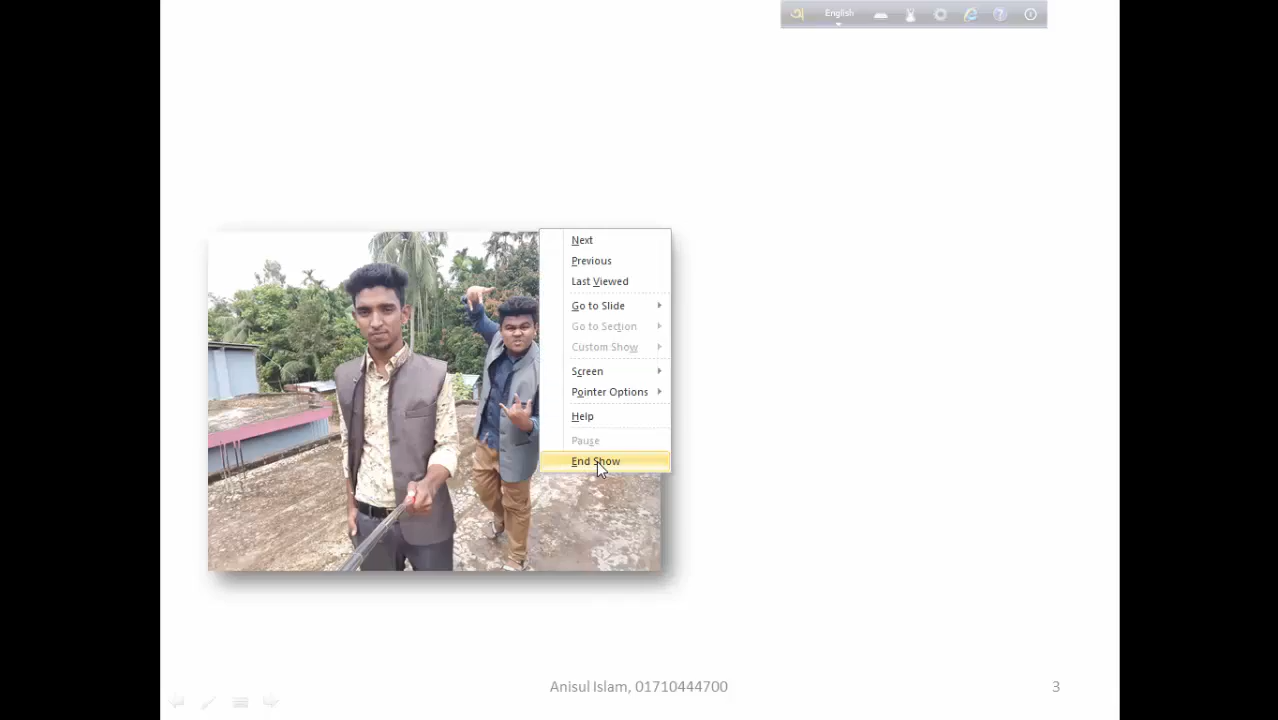 অ English
Next
Previous
Last Viewed
Go to Slide
Go to Section
Custom Show
Screen
Pointer Options
Help
Pause
End Show
Anisul Islam, 01710444700
3